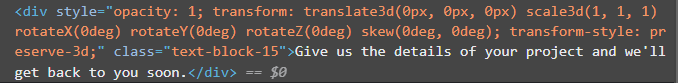 <div style="opacity: 1; transform: translate3d(0px, 0px, 0px) scale3d(1, 1, 1)
rotateX(0deg) rotateY(0deg) rotateZ(0deg) skew(0deg, 0deg); transform-style: pr
eserve-3d;" class="text-block-15">Give us the details of your project and we'll
get back to you soon.</div> == $0